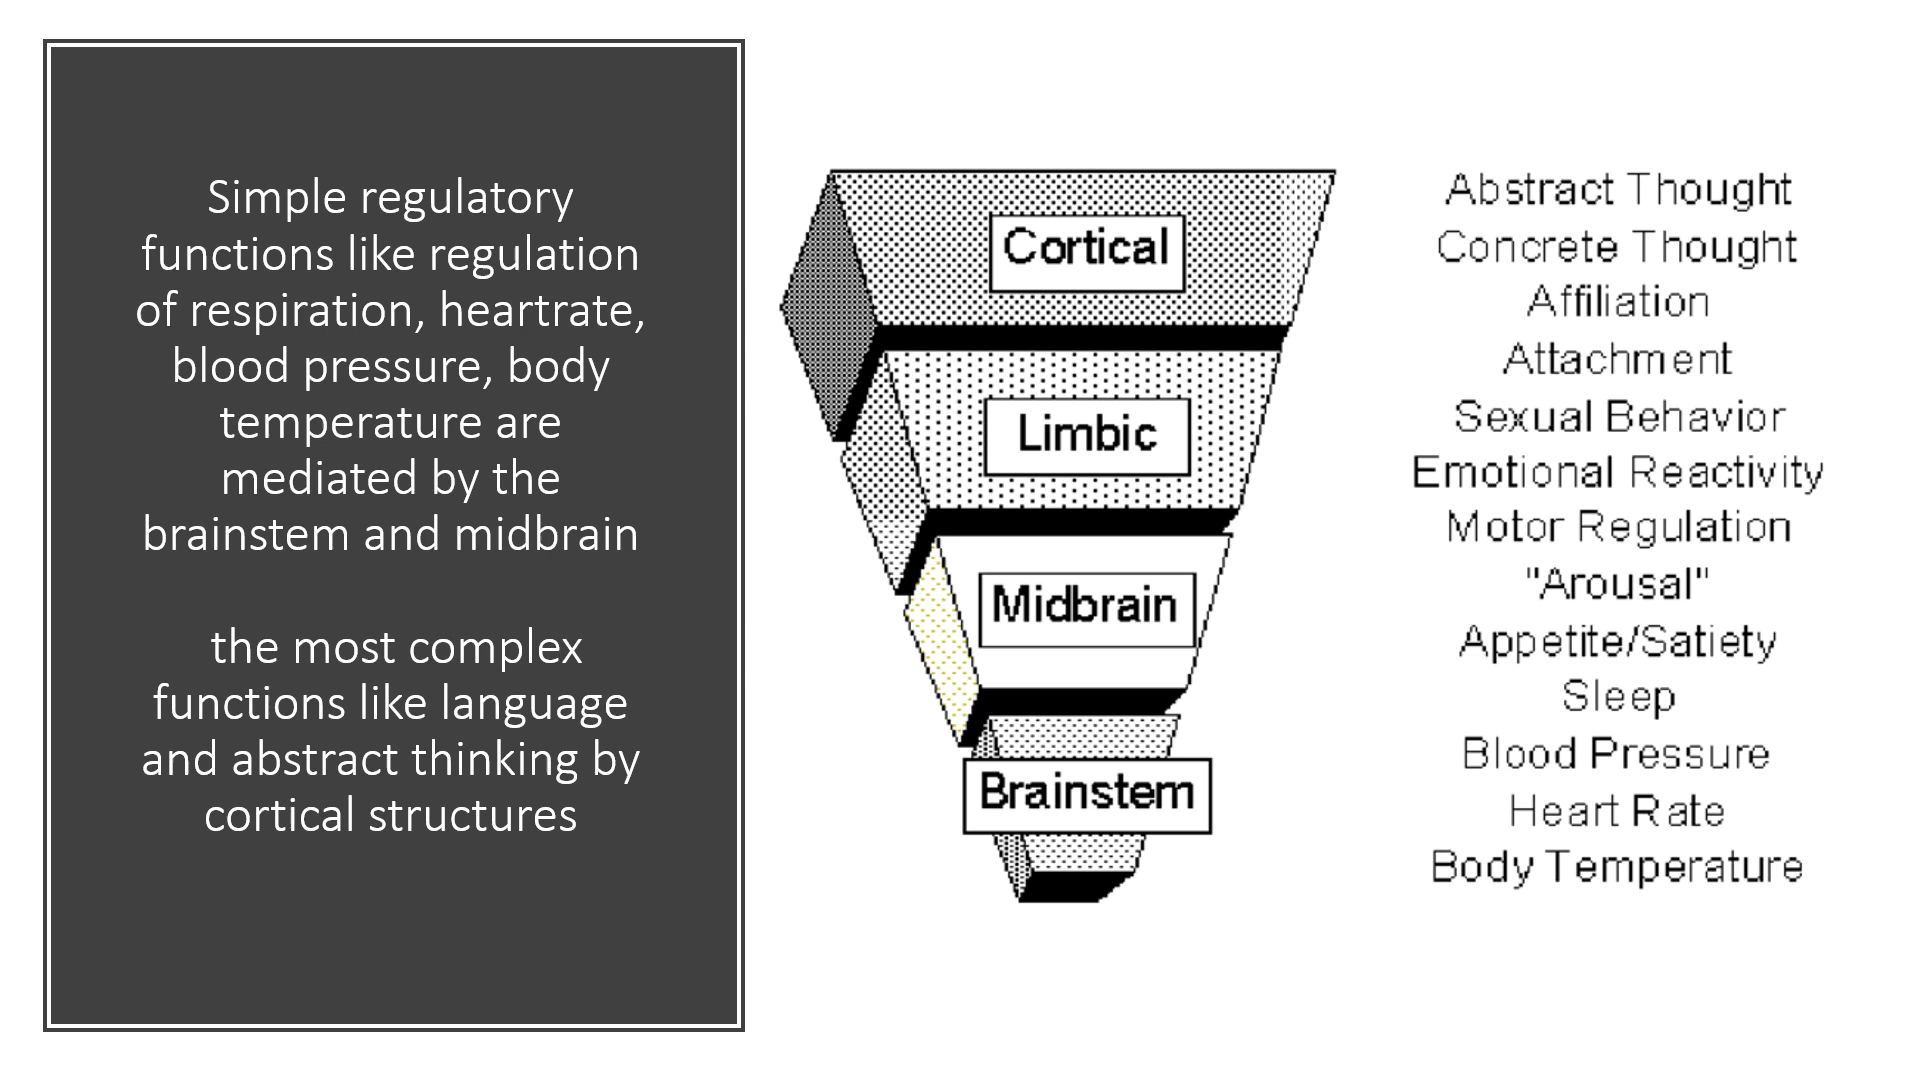 Simple regulatory
functions like regulation
of respiration, heartrate,
blood pressure, body
temperature are
mediated by the
brainstem and midbrain
the most complex
functions like language
and abstract thinking by
cortical structures
Cortical
Limbic
Midbrain
Brainstem
Abstract Thought
Concrete Thought
Affiliation
Attachment
Sexual Behavior
Emotional Reactivity
Motor Regulation
"Arousal"
Appetite/Satiety
Sleep
Blood Pressure
Heart Rate
Body Temperature